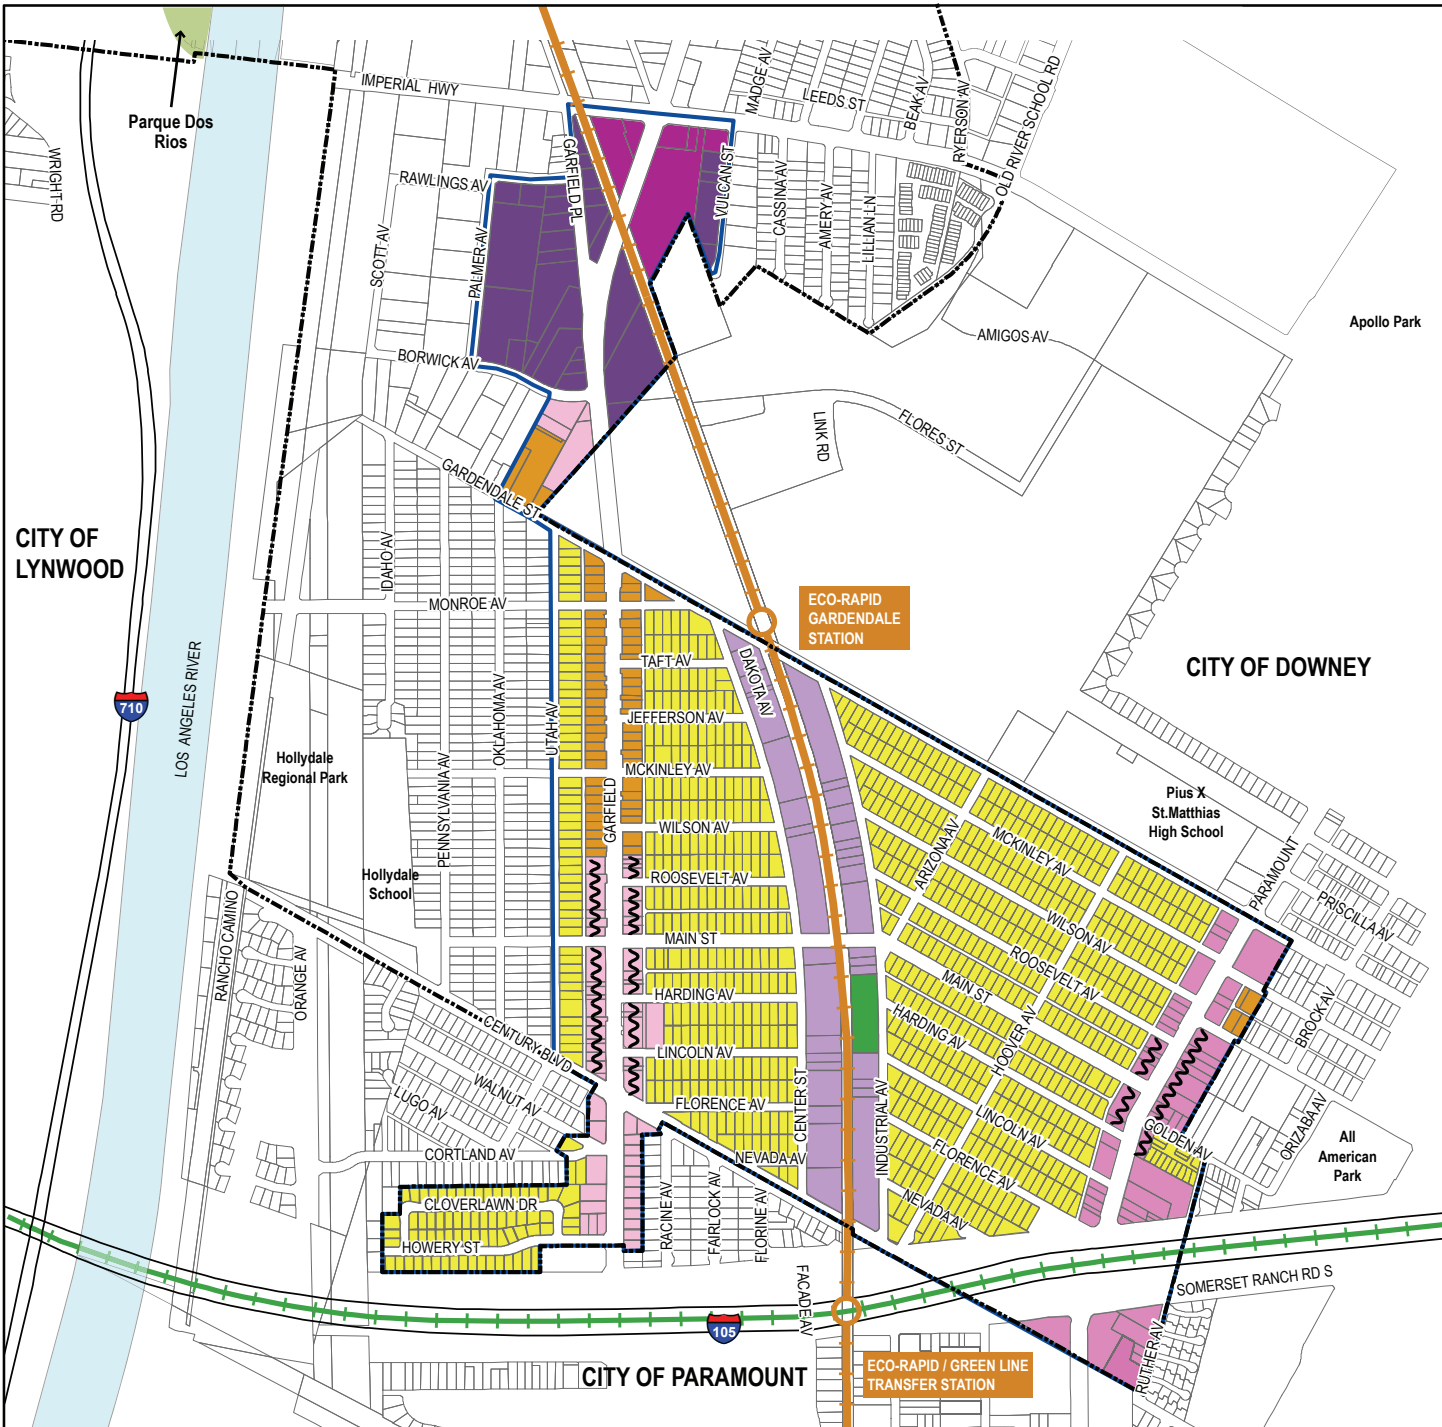 IMPERIAL HWY
LEEDS ST
MADGE AV
BEAK AV
RYERSON AV
OLD RIVER SCHOOL RD
Parque Dos
Rios
WRIGHT RD
RAWLINGS AV
GARFIELD PL
VULCAN ST
CASSINA AV
AMERY AV
LILLIAN LN
SCOTT AV
PALMER AV
Apollo Park
AMIGOS AV
BORWICK AV
LINK RD
FLORES ST
GARDENDALE ST
CITY OF
LYNWOOD
IDAHO AV
MONROE AV
ECO-RAPID
GARDENDALE
STATION
CITY OF DOWNEY
LOS ANGELES RIVER
710
OKLAHOMA AV
UTAH AV
TAFT AV
DAKOTA AV
JEFFERSON AV
Hollydale
Regional Park
MCKINLEY AV
PENNSYLVANIA AV
GARFIELD
WILSON AV
Pius X
St.Matthias
High School
ARIZONA AV
MCKINLEY AV
PARAMOUNT
PRISCILLA AV
Hollydale
School
ROOSEVELT AV
WILSON AV
RANCHO CAMINO
ORANGE AV
MAIN ST
ROOSEVELT AV
MAIN ST
HARDING AV
HARDING AV
HOOVER AV
BROCK AV
CENTURY BLVD
LINCOLN AV
WALNUT AV
LUGO AV
FLORENCE AV
CENTER ST
INDUSTRIAL AV
LINCOLN AV
GOLDEN AV
ORIZABA AV
All
American
Park
CORTLAND AV
NEVADA AV
FLORENCE AV
NEVADA AV
CLOVERLAWN DR
HOWERY ST
RACINE AV
FAIRLOCK AV
FLORINE AV
FACADE AV
SOMERSET RANCH RD S
105
RUTHER AV
CITY OF PARAMOUNT
ECO-RAPID / GREEN LINE
TRANSFER STATION